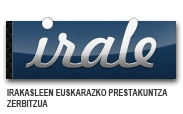 irale
IRAKASLEEN EUSKARAZKO PRESTAKUNTZA
ZERBITZUA